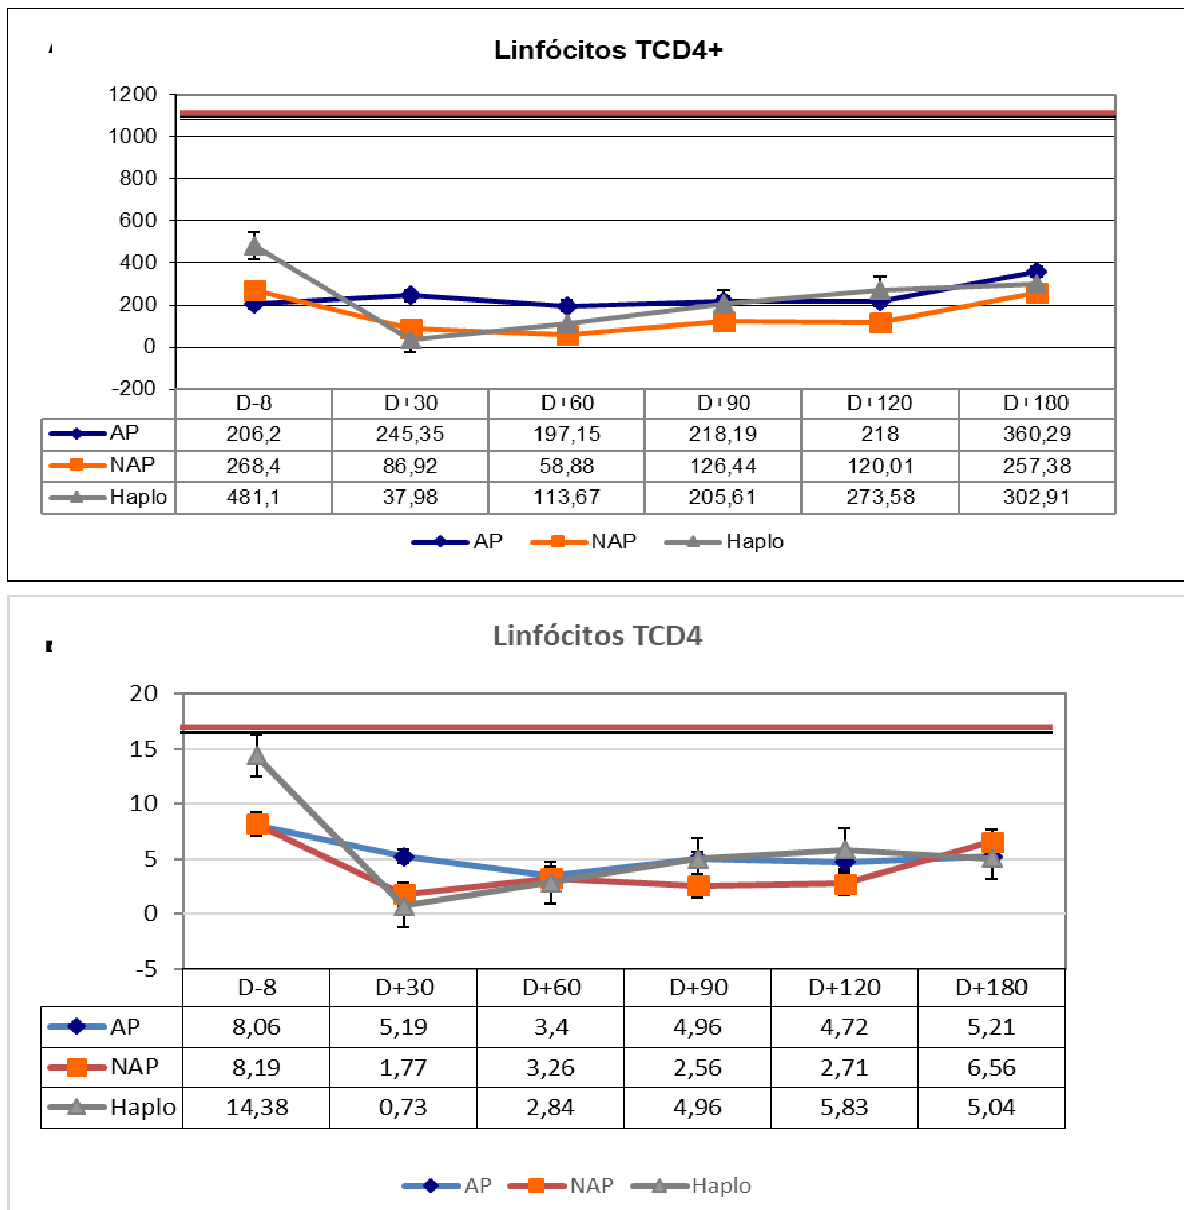 Linfócitos TCD4+
1200
1000
800
600
400
200
0
-200
D-8 D+30 D+60 D+90 D+120 D+180
AP 206,2 245,35 197,15 218,19 218 360,29
NAP 268,4 86,92 58,88 126,44 120,01 257,38
Haplo 481,1 37,98 113,67 205,61 273,58 302,91
AP NAP Haplo
Linfócitos TCD4
20
15
10
5
0
-5
D-8 D+30 D+60 D+90 D+120 D+180
AP 8,06 5,19 3,4 4,96 4,72 5,21
NAP 8,19 1,77 3,26 2,56 2,71 6,56
Haplo 14,38 0,73 2,84 4,96 5,83 5,04
AP NAP Haplo